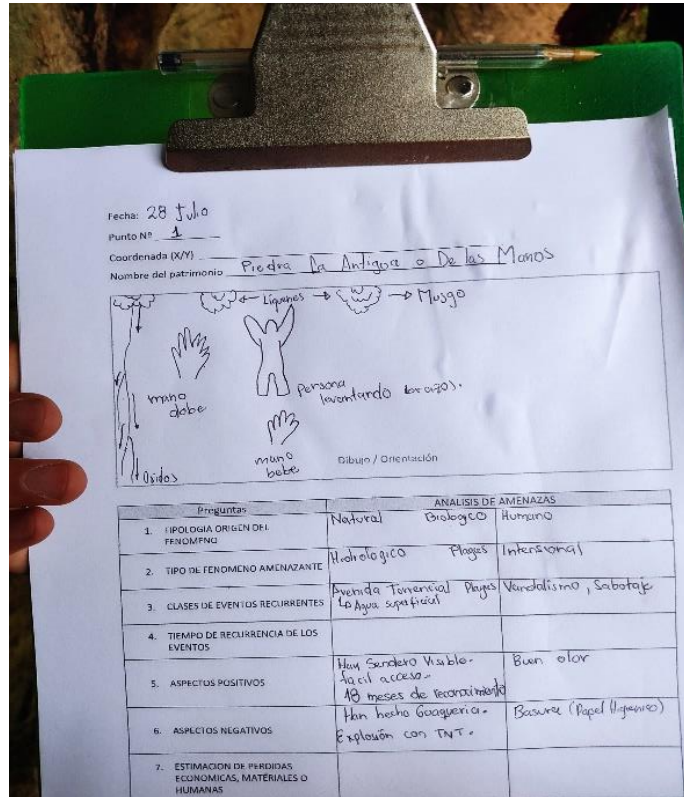 Fecha: 28 Julio
Punto Nº 1
Coordenada (X/Y)
Nombre del patrimonio Piedra La Antigua o De las Manos
Liquenes Musgo
mano
dobe
Persona
levantando brazos.
mano
bebe
Dibujo / Orientación
Oxidos
Preguntas ANALISIS DE AMENAZAS
1. TIPOLOGIA ORIGEN DEL FENOMENO Natural Biologico Humano
2. TIPO DE FENOMENO AMENAZANTE Hidrologico Plagas Intensional
3. CLASES DE EVENTOS RECURRENTES Avenida Torrencial Plagas Vandalismo, Sabotaje
Agua superficial
4. TIEMPO DE RECURRENCIA DE LOS EVENTOS
5. ASPECTOS POSITIVOS Hay Sendero Visible. Buen olor
facil acceso.
18 meses de reconocimiento
6. ASPECTOS NEGATIVOS Han hecho Guaqueria. Basura (Papel Higienico)
Explosión con TNT.
7. ESTIMACION DE PERDIDAS ECONOMICAS, MATERIALES O HUMANAS